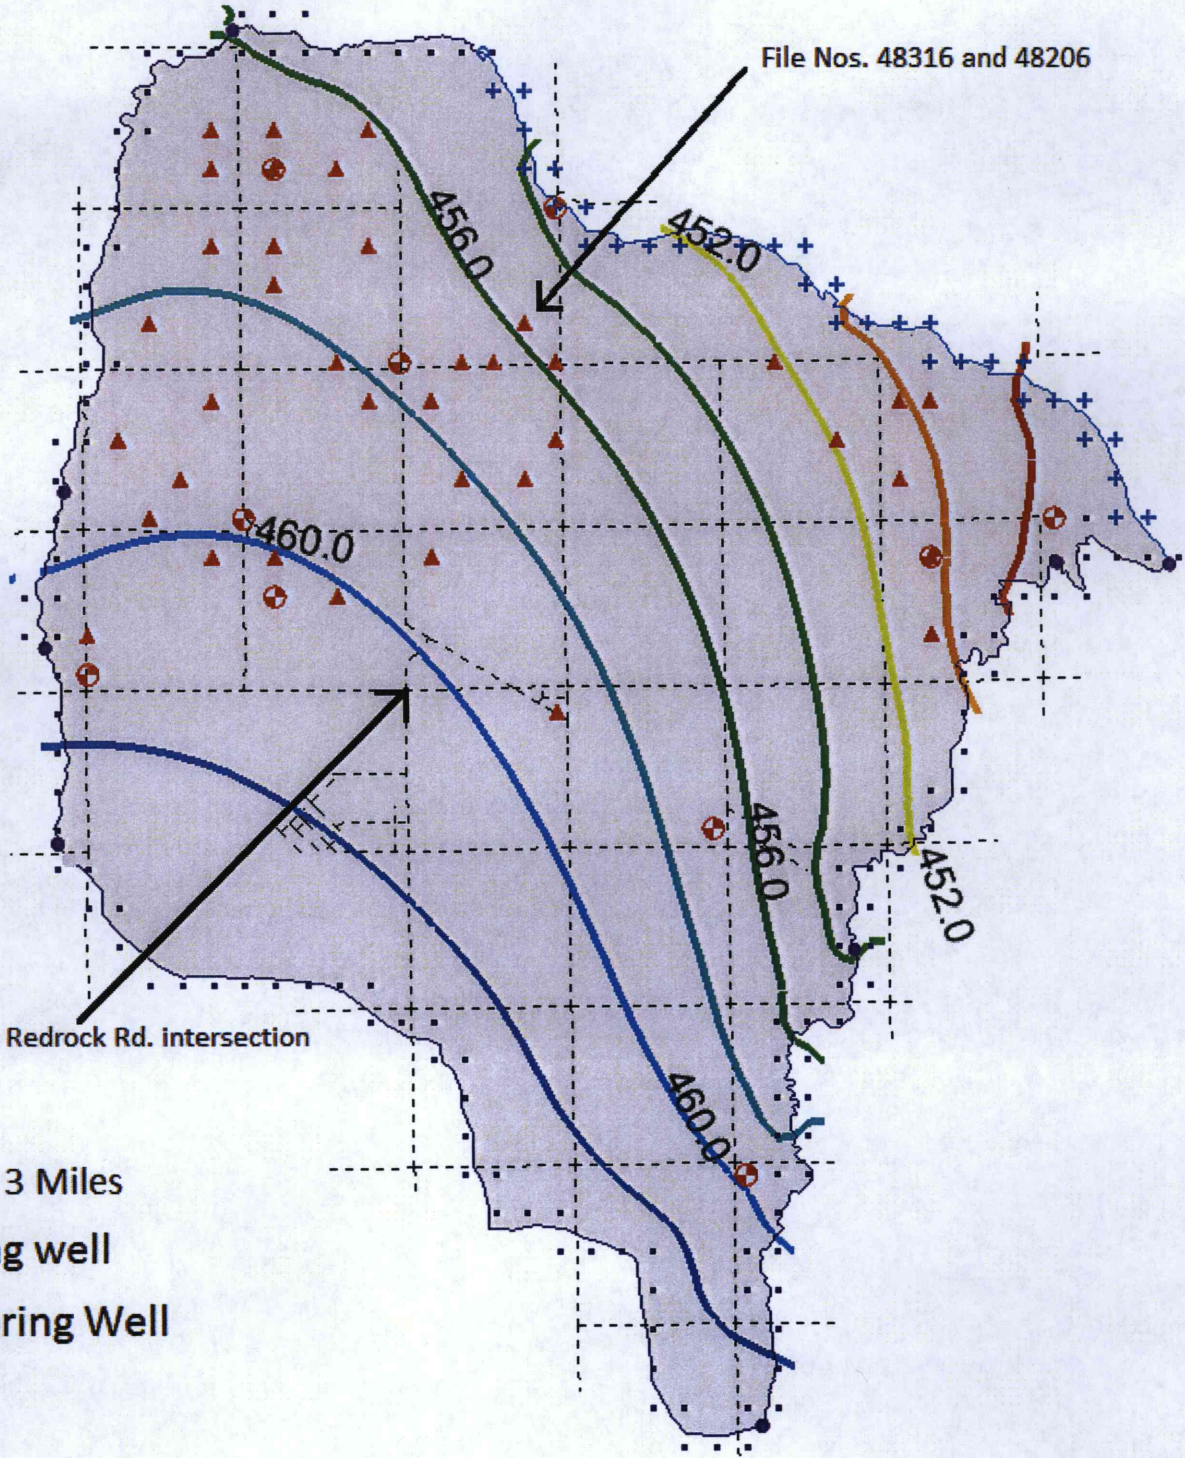 File Nos. 48316 and 48206
452.0
456.0
460.0
456.0
452.0
Redrock Rd. intersection
460.0
3 Miles
g well
ring Well